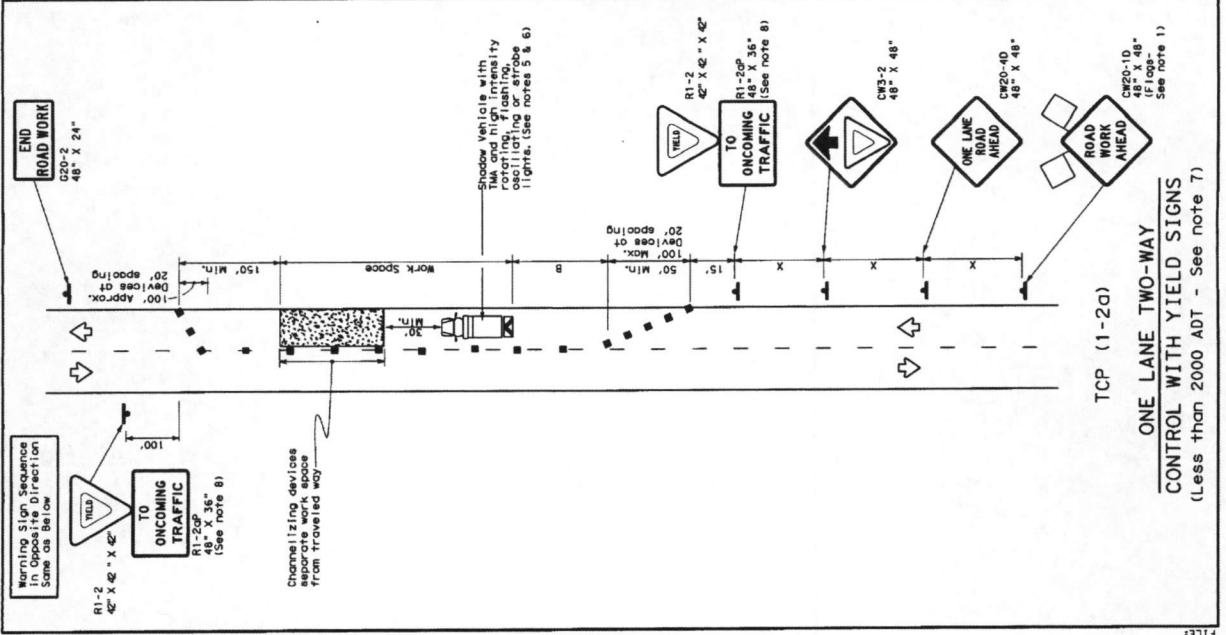 Warning Sign Sequence
in Opposite Direction
Same as Below
END
ROAD WORK
G20-2
48" X 24"
R1-2
42" X 42" X 42"
YIELD
TO
ONCOMING
TRAFFIC
R1-2aP
48" X 36"
(See note 8)
100'
100' Approx.
Devices at
20' spacing
150' Min.
Channelizing devices
separate work space
from traveled way
Work Space
30'
Min.
Shadow Vehicle with
TMA and high intensity
rotating, flashing,
oscillating or strobe
lights. (See notes 5 & 6)
B
50' Min.
100' Max.
Devices at
20' spacing
15'
X
X
X
YIELD
R1-2
42" X 42" X 42"
TO
ONCOMING
TRAFFIC
R1-2aP
48" X 36"
(See note 8)
CW3-2
48" X 48"
ONE LANE
ROAD
AHEAD
CW20-4D
48" X 48"
ROAD
WORK
AHEAD
CW20-1D
48" X 48"
(Flags-
See note 1)
TCP (1-2a)
ONE LANE TWO-WAY
CONTROL WITH YIELD SIGNS
(Less than 2000 ADT - See note 7)
FILE: